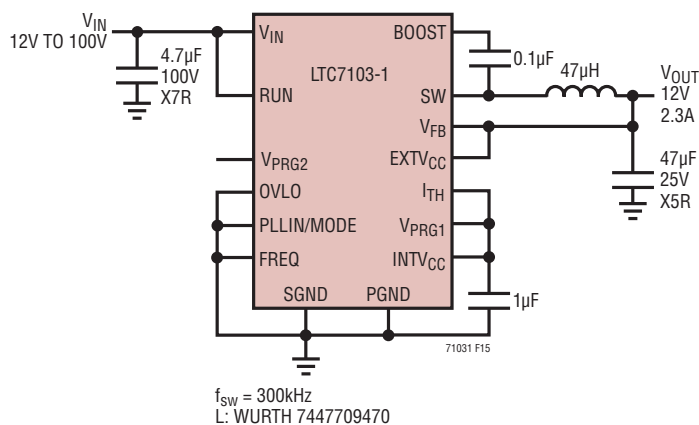 VIN
12V TO 100V
4.7µF
100V
X7R
VIN
RUN
VPRG2
OVLO
PLLIN/MODE
FREQ
LTC7103-1
SGND
PGND
BOOST
SW
VFB
EXTVCC
ITH
VPRG1
INTVCC
0.1µF
47µH
VOUT
12V
2.3A
47µF
25V
X5R
1µF
71031 F15
fSW = 300kHz
L: WURTH 7447709470